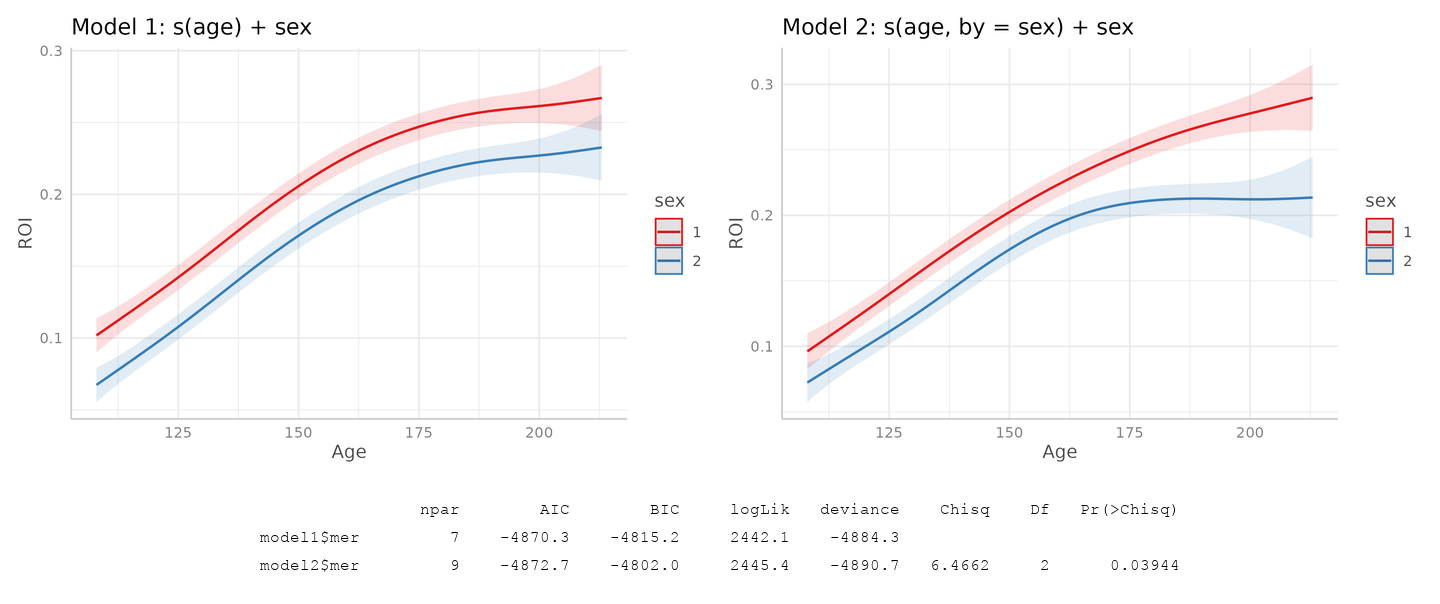 Model 1: s(age) + sex
0.3
0.2
0.1
ROI
125 150 175 200
Age
sex
1
2
Model 2: s(age, by = sex) + sex
0.3
0.2
0.1
ROI
125 150 175 200
Age
sex
1
2
npar AIC BIC logLik deviance Chisq Df Pr(>Chisq)
model1$mer 7 -4870.3 -4815.2 2442.1 -4884.3
model2$mer 9 -4872.7 -4802.0 2445.4 -4890.7 6.4662 2 0.03944